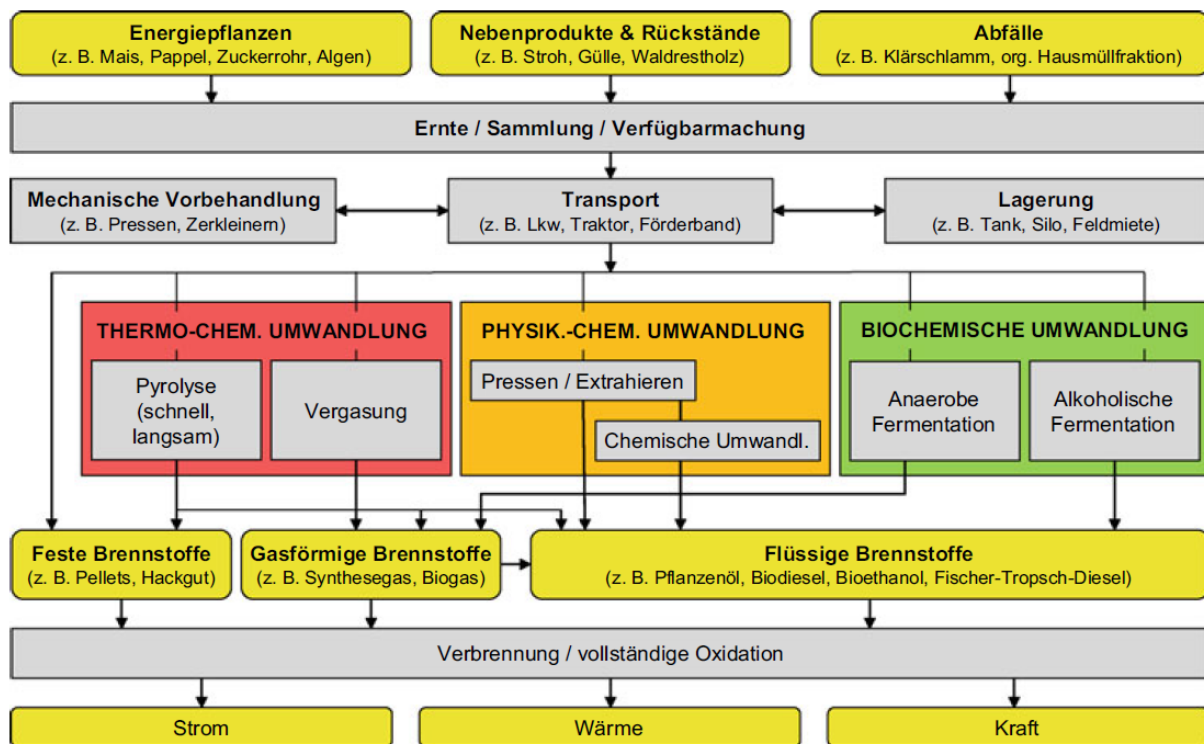 Energiepflanzen
(z. B. Mais, Pappel, Zuckerrohr, Algen)
Nebenprodukte & Rückstände
(z. B. Stroh, Gülle, Waldrestholz)
Abfälle
(z. B. Klärschlamm, org. Hausmüllfraktion)
Ernte / Sammlung / Verfügbarmachung
Mechanische Vorbehandlung
(z. B. Pressen, Zerkleinern)
Transport
(z. B. Lkw, Traktor, Förderband)
Lagerung
(z. B. Tank, Silo, Feldmiete)
THERMO-CHEM. UMWANDLUNG
Pyrolyse
(schnell,
langsam)
Vergasung
PHYSIK.-CHEM. UMWANDLUNG
Pressen / Extrahieren
Chemische Umwandl.
BIOCHEMISCHE UMWANDLUNG
Anaerobe
Fermentation
Alkoholische
Fermentation
Feste Brennstoffe
(z. B. Pellets, Hackgut)
Gasförmige Brennstoffe
(z. B. Synthesegas, Biogas)
Flüssige Brennstoffe
(z. B. Pflanzenöl, Biodiesel, Bioethanol, Fischer-Tropsch-Diesel)
Verbrennung / vollständige Oxidation
Strom
Wärme
Kraft